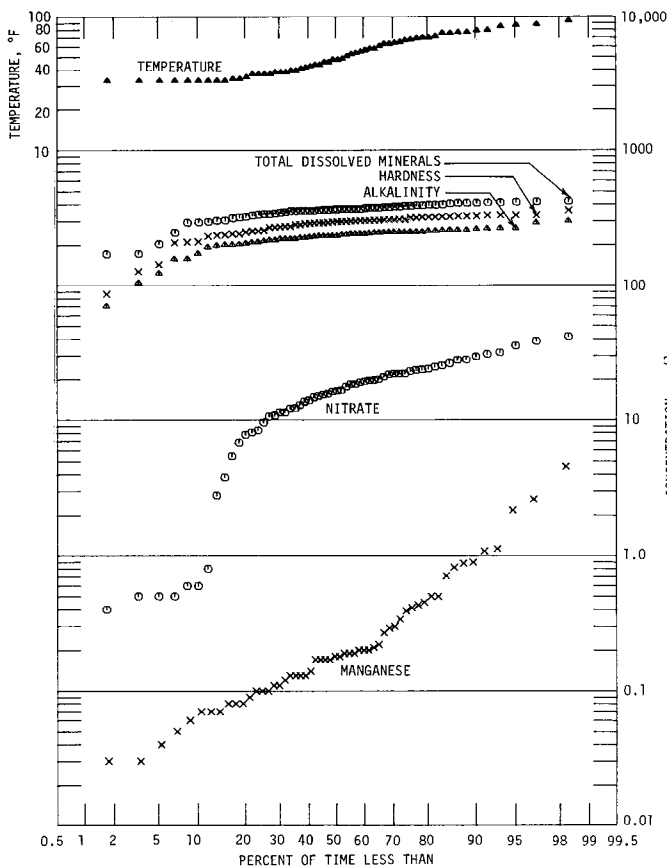 100
80
60
40
20
10
TEMPERATURE, °F
10,000
1000
100
10
1.0
0.1
0.01
TEMPERATURE
TOTAL DISSOLVED MINERALS
HARDNESS
ALKALINITY
NITRATE
MANGANESE
0.5 1 2 5 10 20 30 40 50 60 70 80 90 95 98 99 99.5
PERCENT OF TIME LESS THAN